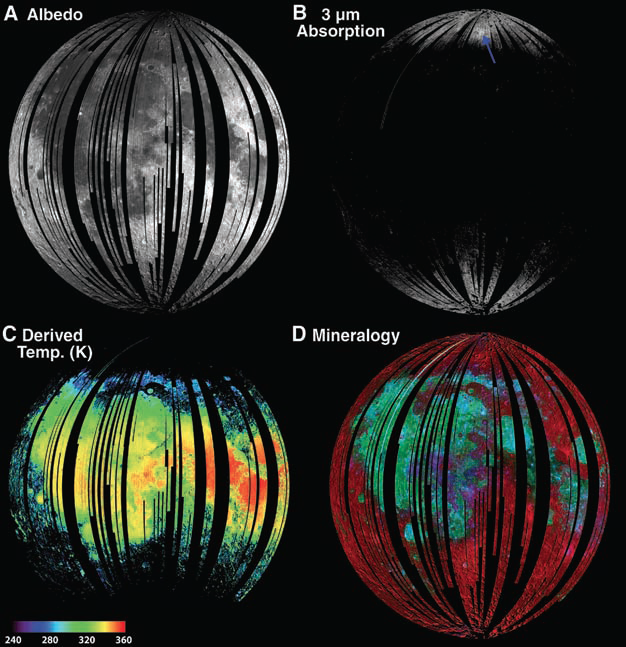 A Albedo
B 3 µm
Absorption
C Derived
Temp. (K)
D Mineralogy
240 280 320 360